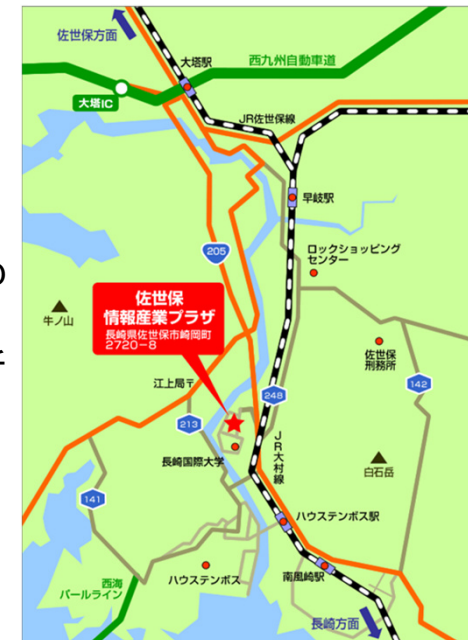 佐世保方面
大塔駅
西九州自動車道
大塔IC
JR佐世保線
早岐駅
205
ロックショッピング
センター
の
佐世保
情報産業プラザ
長崎県佐世保市崎岡町
2720-8
牛ノ山
佐世保
刑務所
江上局〒
142
248
213
JR大村線
長崎国際大学
白石岳
141
ハウステンボス駅
西海
パールライン
ハウステンボス
南風崎駅
長崎方面